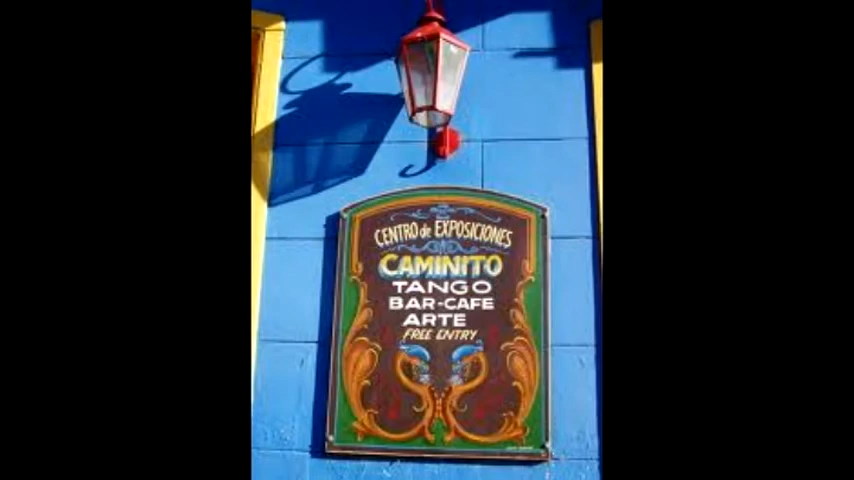 CENTRO de EXPOSICIONES
CAMINITO
TANGO
BAR-CAFE
ARTE
FREE ENTRY